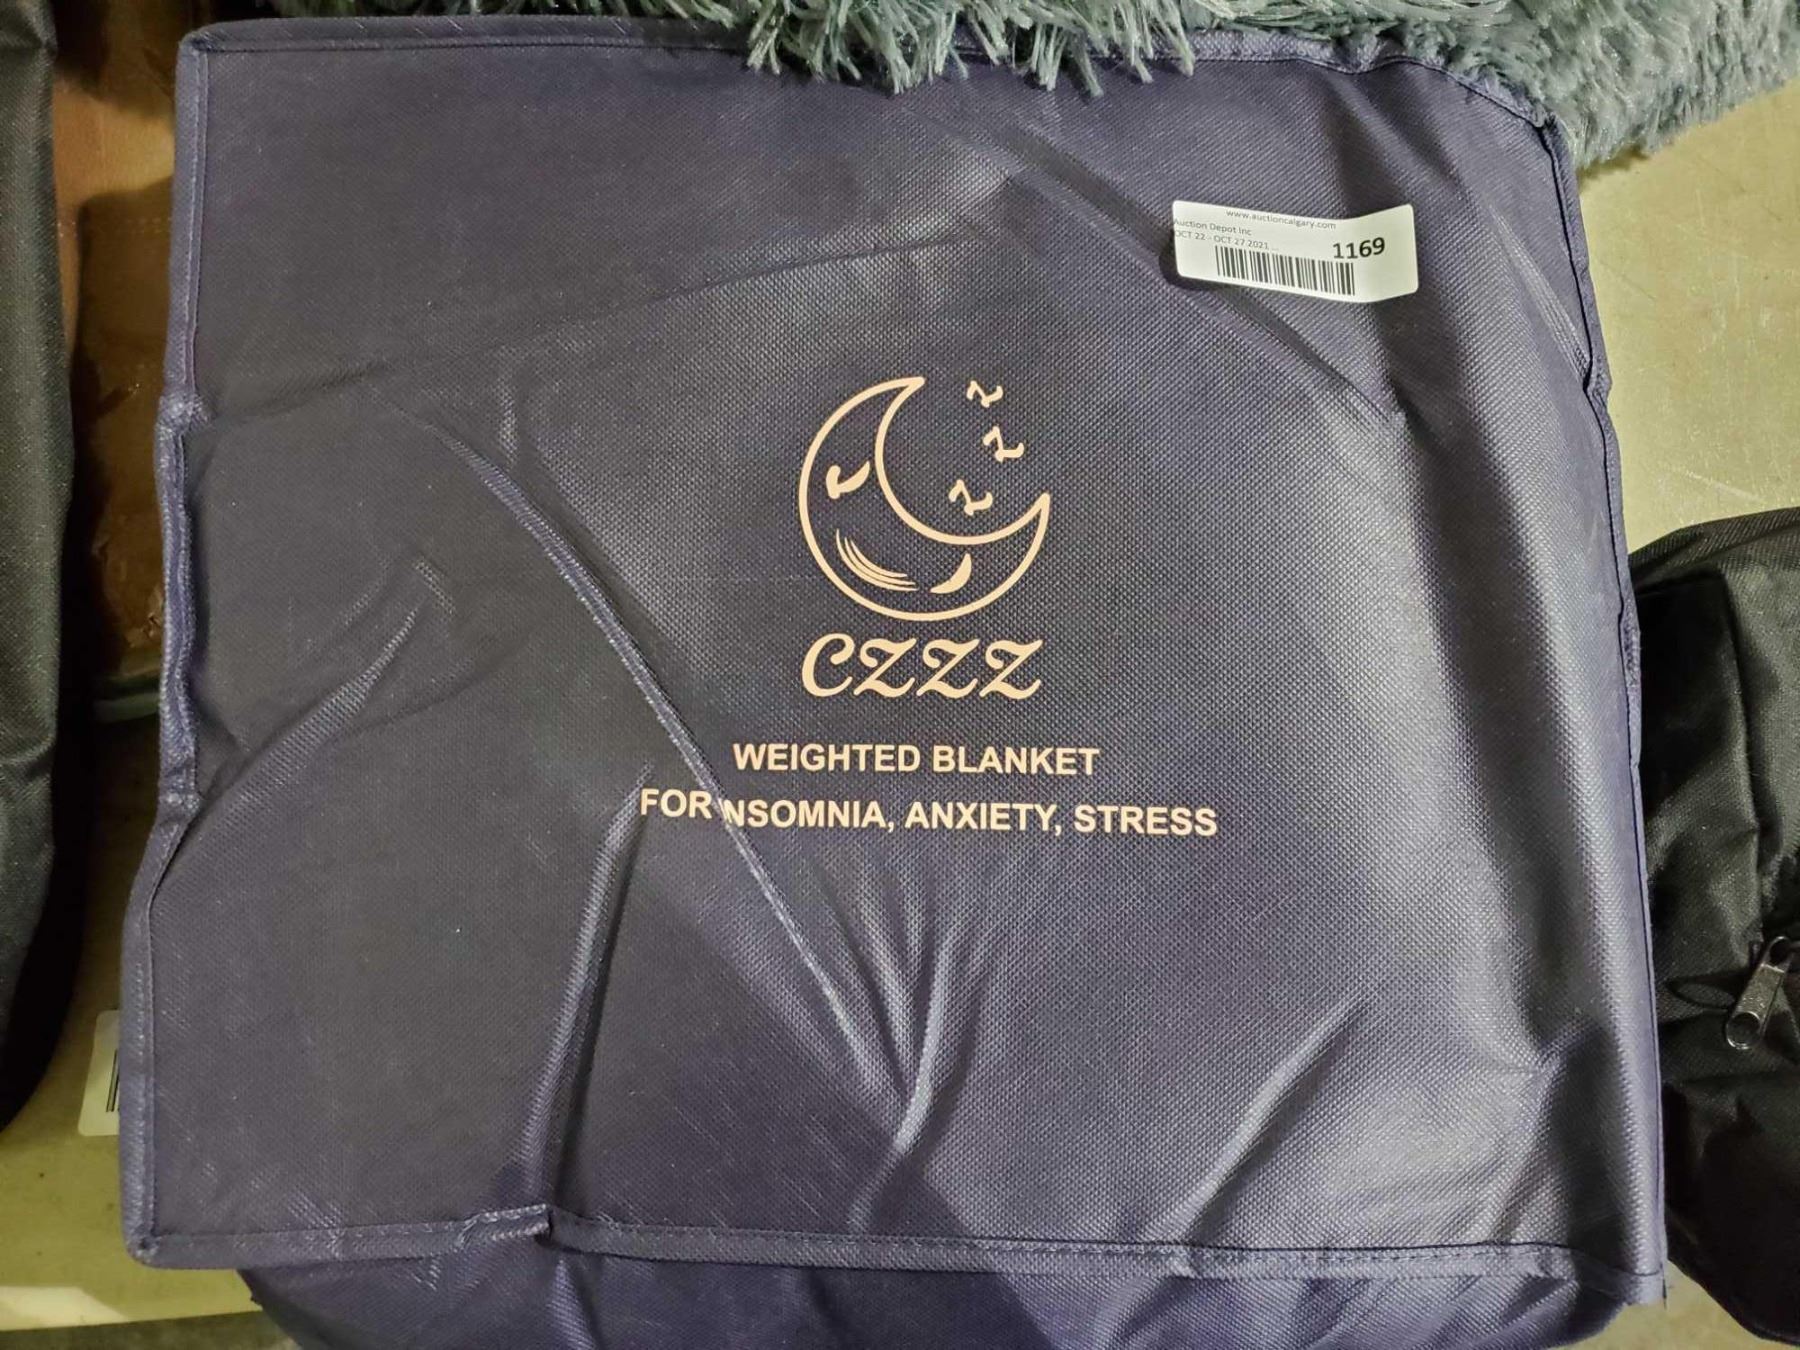 www.auctioncalgary.com
Auction Depot Inc
OCT 22 - OCT 27 2021 ...
1169
z
z
z
CZZZ
WEIGHTED BLANKET
FOR NSOMNIA, ANXIETY, STRESS